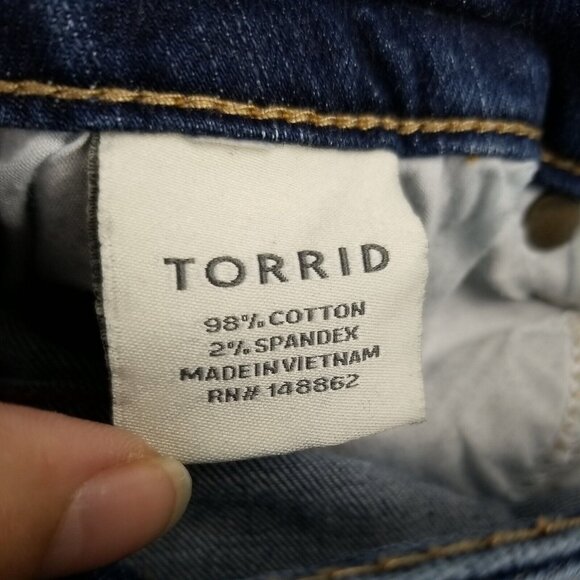 TORRID
98% COTTON
2% SPANDEX
MADE IN VIETNAM
RN# 148862